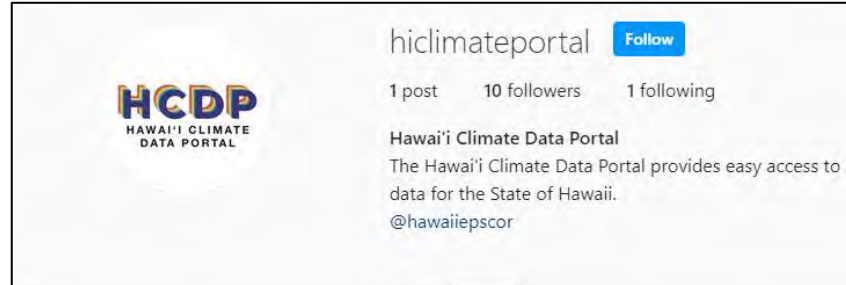 HCDP
HAWAI'I CLIMATE
DATA PORTAL
hiclimateportal Follow
1 post 10 followers 1 following
Hawai'i Climate Data Portal
The Hawai'i Climate Data Portal provides easy access to
data for the State of Hawaii.
@hawaiiepscor